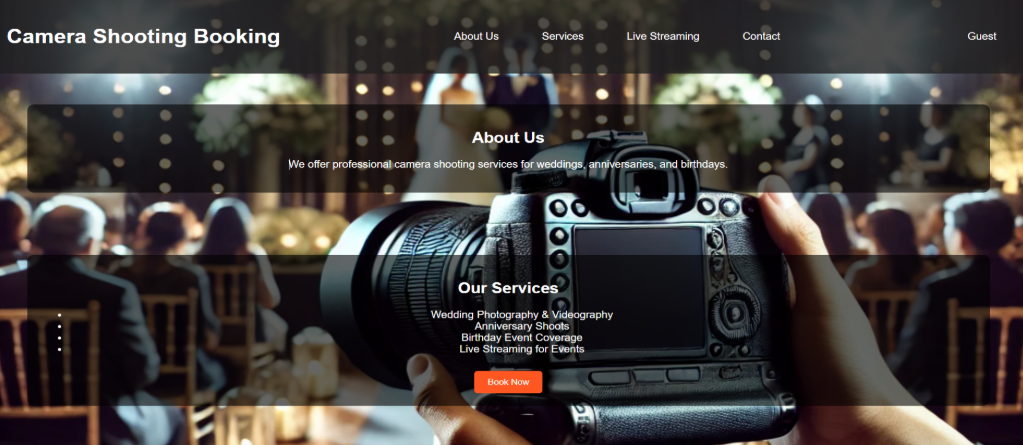 Camera Shooting Booking
About Us Services Live Streaming Contact Guest
About Us
We offer professional camera shooting services for weddings, anniversaries, and birthdays.
Our Services
Wedding Photography & Videography
Anniversary Shoots
Birthday Event Coverage
Live Streaming for Events
Book Now